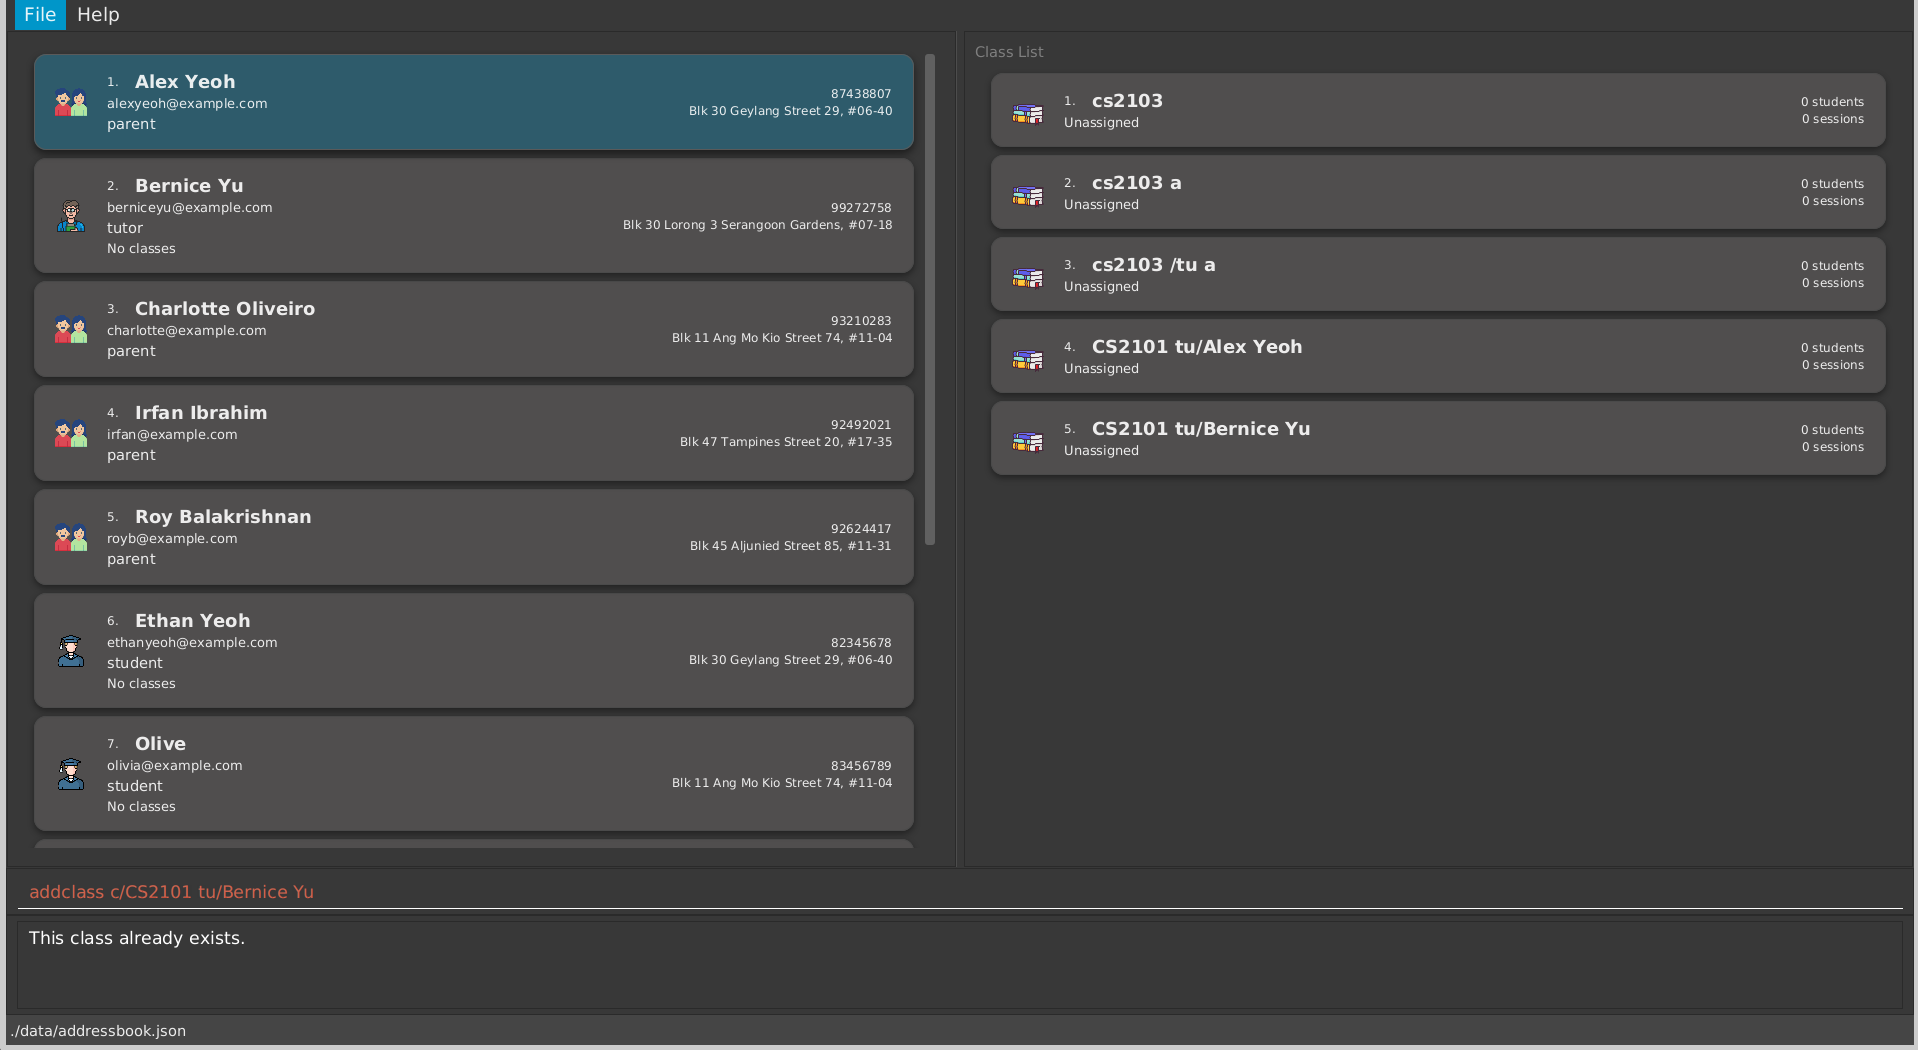 File Help
1. Alex Yeoh
alexyeoh@example.com
parent
87438807
Blk 30 Geylang Street 29, #06-40
2. Bernice Yu
berniceyu@example.com
tutor
No classes
99272758
Blk 30 Lorong 3 Serangoon Gardens, #07-18
3. Charlotte Oliveiro
charlotte@example.com
parent
93210283
Blk 11 Ang Mo Kio Street 74, #11-04
4. Irfan Ibrahim
irfan@example.com
parent
92492021
Blk 47 Tampines Street 20, #17-35
5. Roy Balakrishnan
royb@example.com
parent
92624417
Blk 45 Aljunied Street 85, #11-31
6. Ethan Yeoh
ethanyeoh@example.com
student
No classes
82345678
Blk 30 Geylang Street 29, #06-40
7. Olive
olivia@example.com
student
No classes
83456789
Blk 11 Ang Mo Kio Street 74, #11-04
Class List
1. cs2103
Unassigned
0 students
0 sessions
2. cs2103 a
Unassigned
0 students
0 sessions
3. cs2103 /tu a
Unassigned
0 students
0 sessions
4. CS2101 tu/Alex Yeoh
Unassigned
0 students
0 sessions
5. CS2101 tu/Bernice Yu
Unassigned
0 students
0 sessions
addclass c/CS2101 tu/Bernice Yu
This class already exists.
./data/addressbook.json